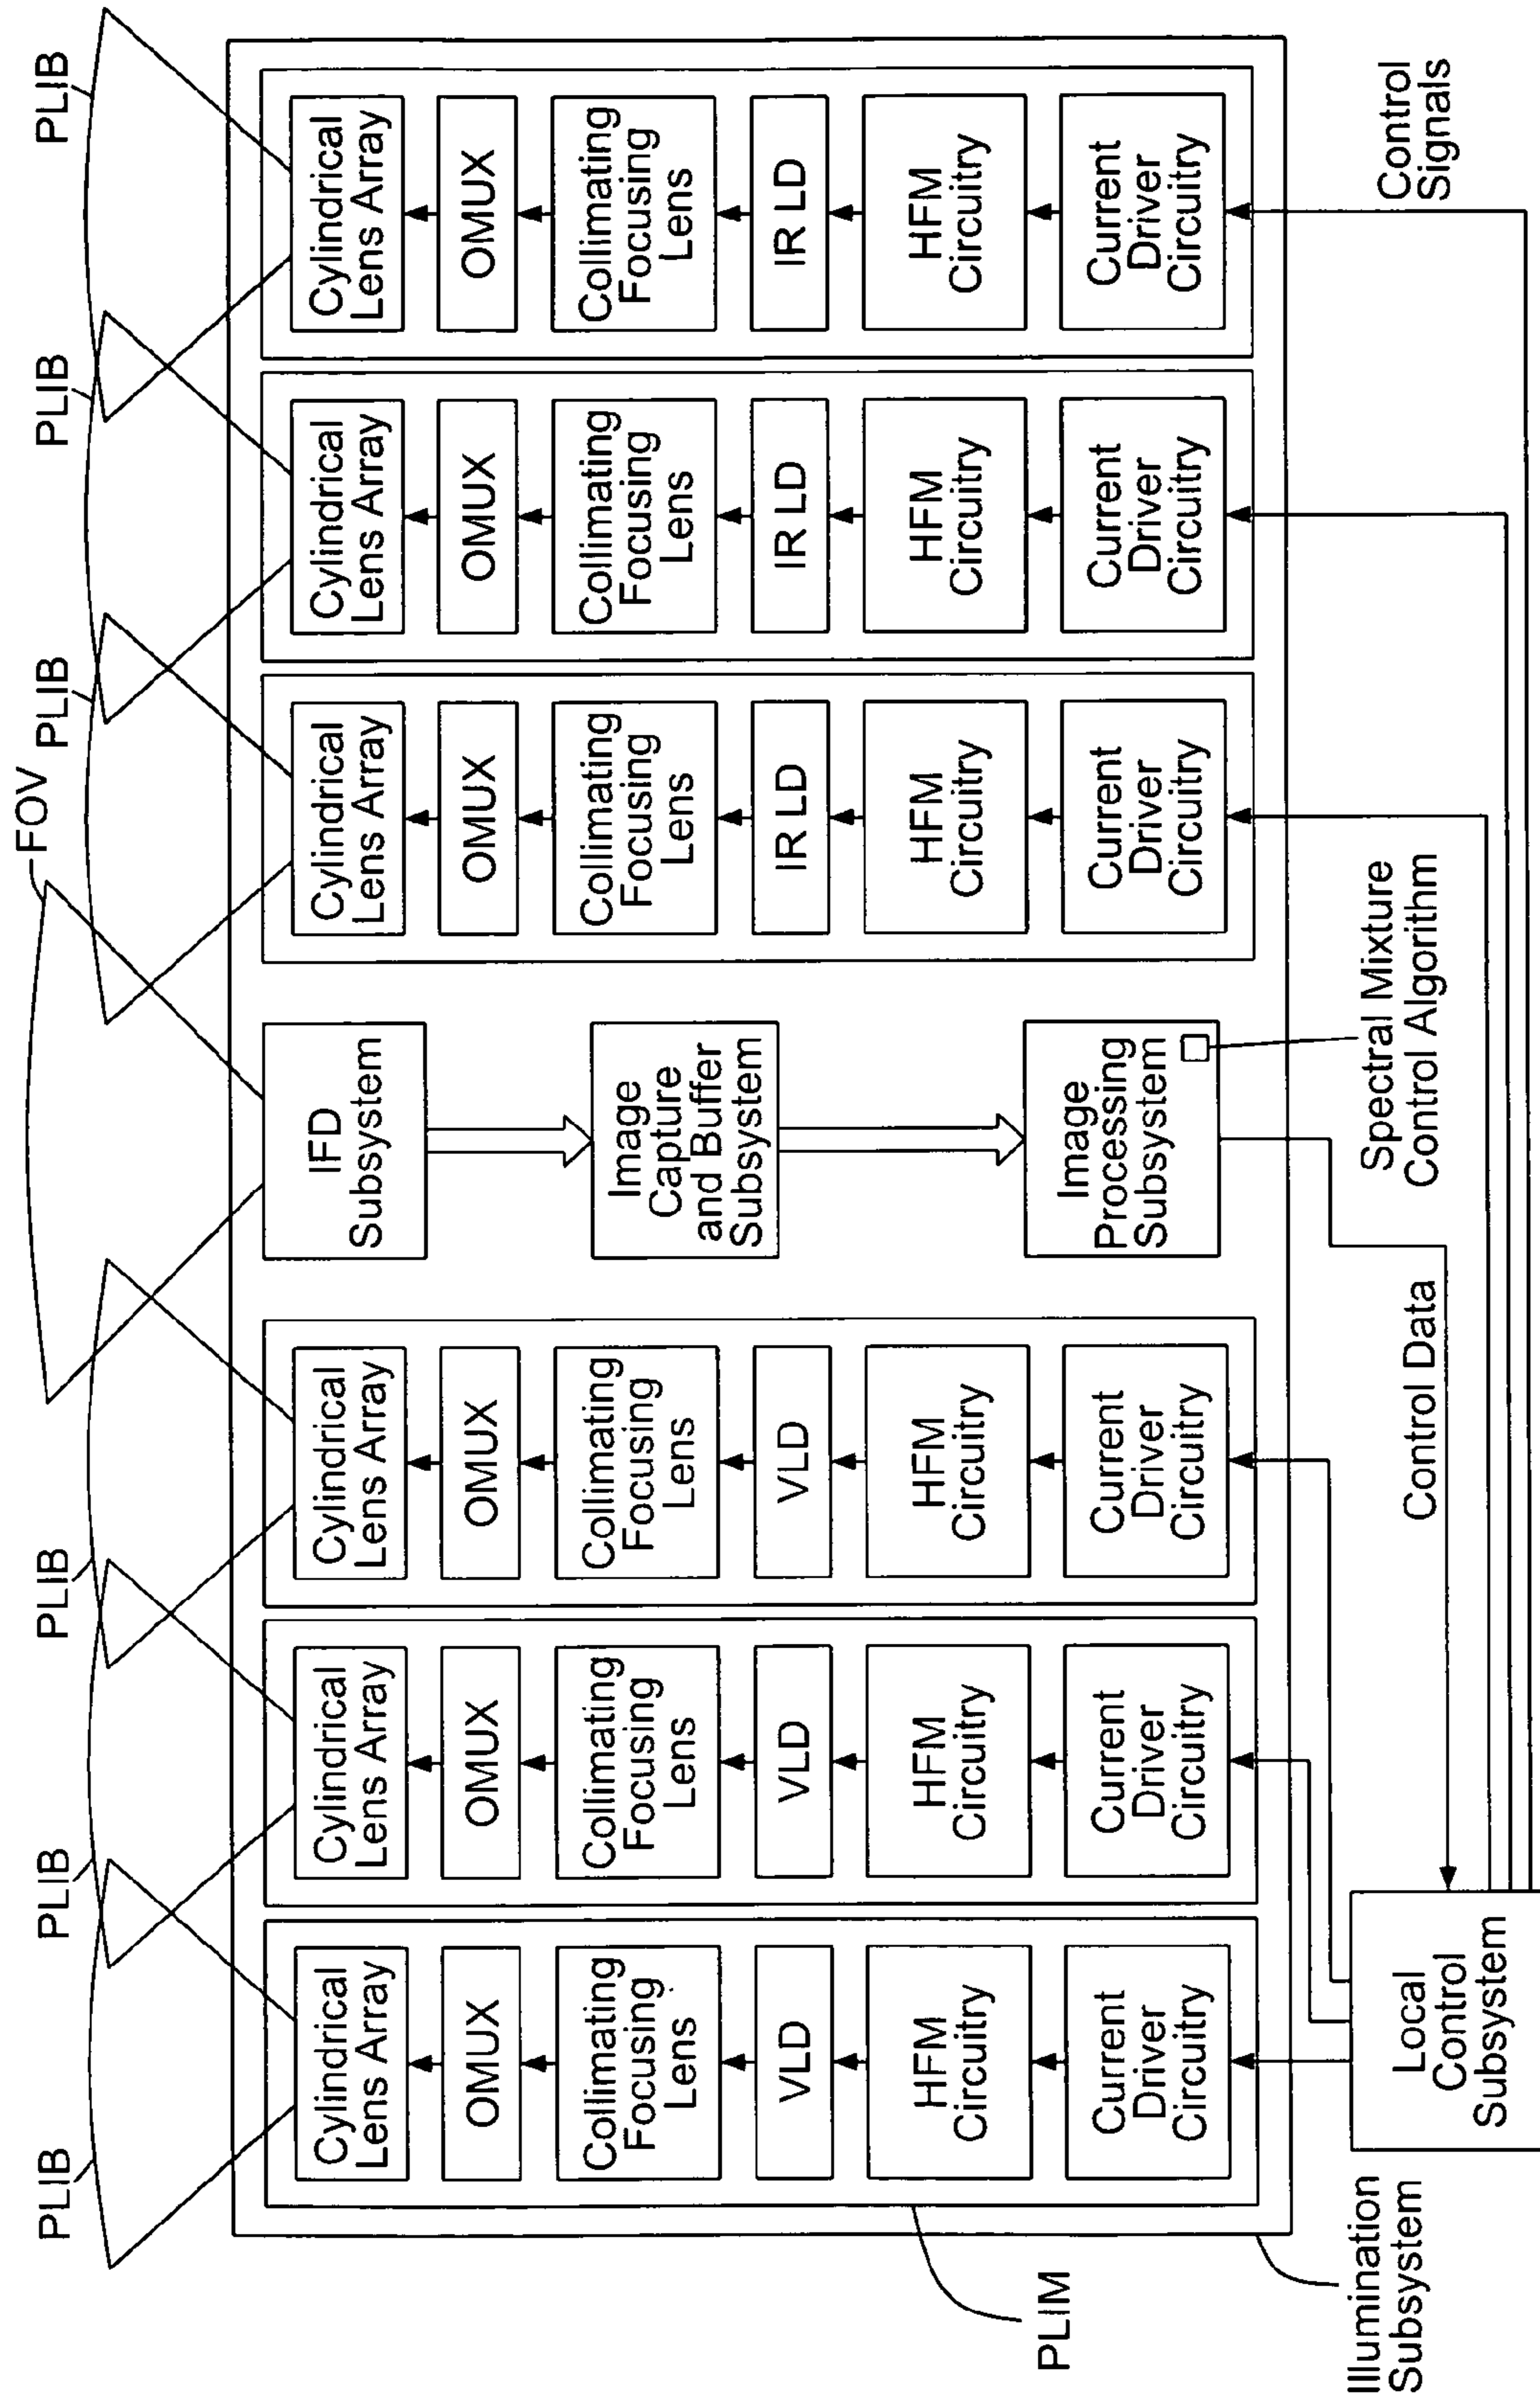 PLIB
PLIB
PLIB
FOV
PLIB
PLIB
PLIB
Cylindrical
Lens Array
OMUX
Collimating
Focusing
Lens
VLD
HFM
Circuitry
Current
Driver
Circuitry
Cylindrical
Lens Array
OMUX
Collimating
Focusing
Lens
VLD
HFM
Circuitry
Current
Driver
Circuitry
Cylindrical
Lens Array
OMUX
Collimating
Focusing
Lens
VLD
HFM
Circuitry
Current
Driver
Circuitry
IFD
Subsystem
Image
Capture
and Buffer
Subsystem
Image
Processing
Subsystem
Cylindrical
Lens Array
OMUX
Collimating
Focusing
Lens
IR LD
HFM
Circuitry
Current
Driver
Circuitry
Cylindrical
Lens Array
OMUX
Collimating
Focusing
Lens
IR LD
HFM
Circuitry
Current
Driver
Circuitry
Cylindrical
Lens Array
OMUX
Collimating
Focusing
Lens
IR LD
HFM
Circuitry
Current
Driver
Circuitry
PLIM
Illumination
Subsystem
Local
Control
Subsystem
Control Data
Spectral Mixture
Control Algorithm
Control
Signals